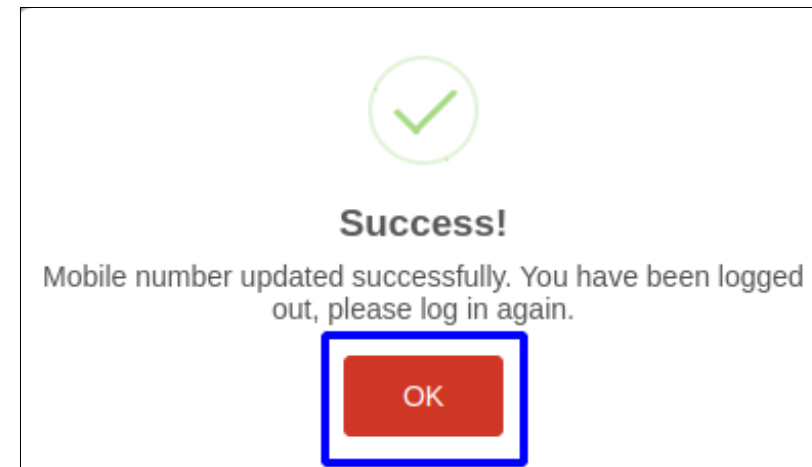 Success!
Mobile number updated successfully. You have been logged
out, please log in again.
OK